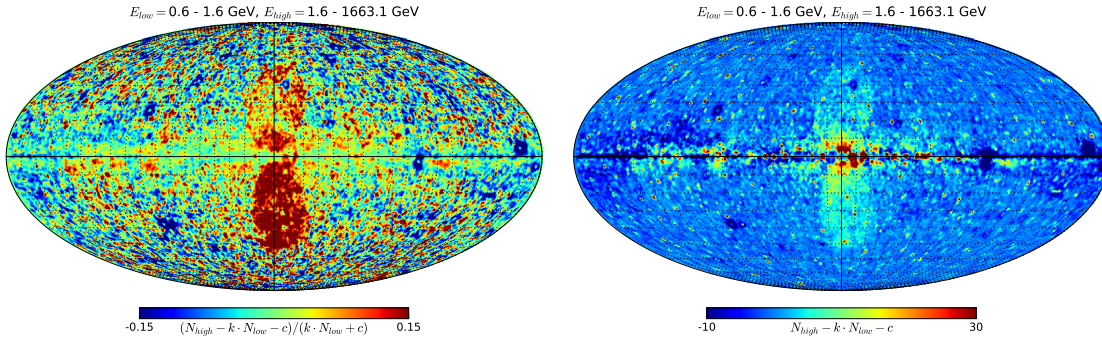 E_low = 0.6 - 1.6 GeV, E_high = 1.6 - 1663.1 GeV
-0.15 (N_high − k · N_low − c)/(k · N_low + c) 0.15
E_low = 0.6 - 1.6 GeV, E_high = 1.6 - 1663.1 GeV
-10 N_high − k · N_low − c 30